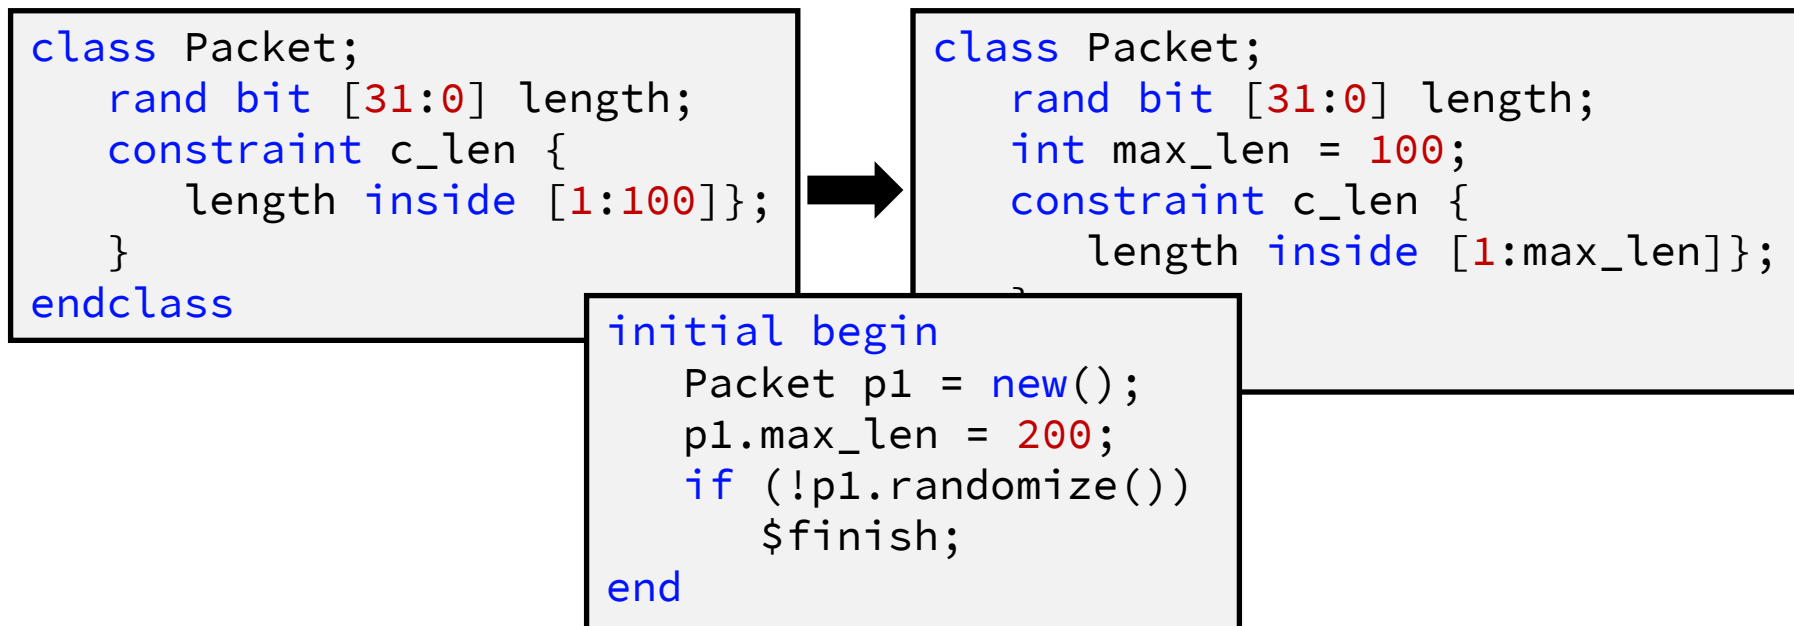 class Packet;
rand bit [31:0] length;
constraint c_len {
length inside [1:100]};
}
endclass
class Packet;
rand bit [31:0] length;
int max_len = 100;
constraint c_len {
length inside [1:max_len]};
initial begin
Packet p1 = new();
p1.max_len = 200;
if (!p1.randomize())
$finish;
end